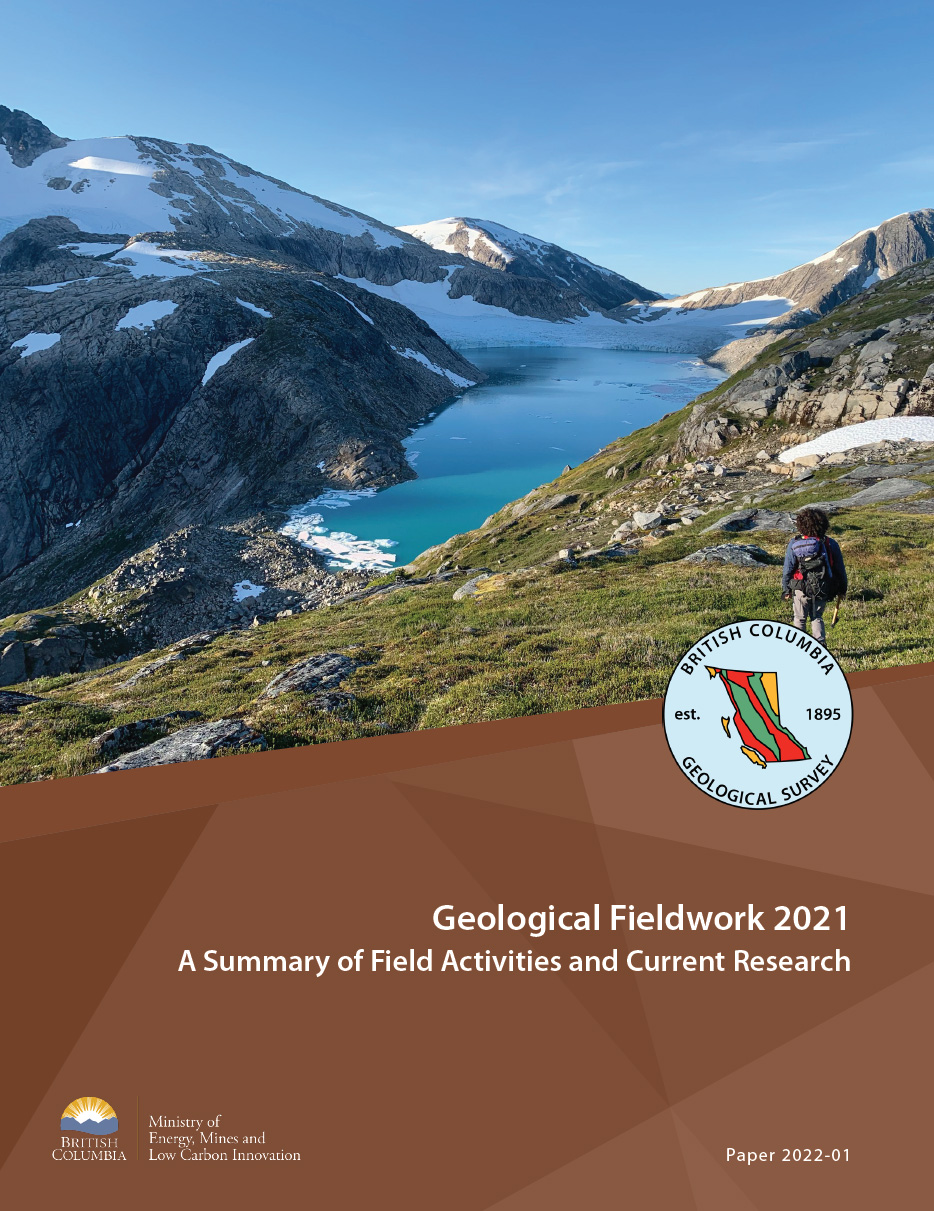 BRITISH COLUMBIA
est. 1895
GEOLOGICAL SURVEY
Geological Fieldwork 2021
A Summary of Field Activities and Current Research
BRITISH
COLUMBIA
Ministry of
Energy, Mines and
Low Carbon Innovation
Paper 2022-01